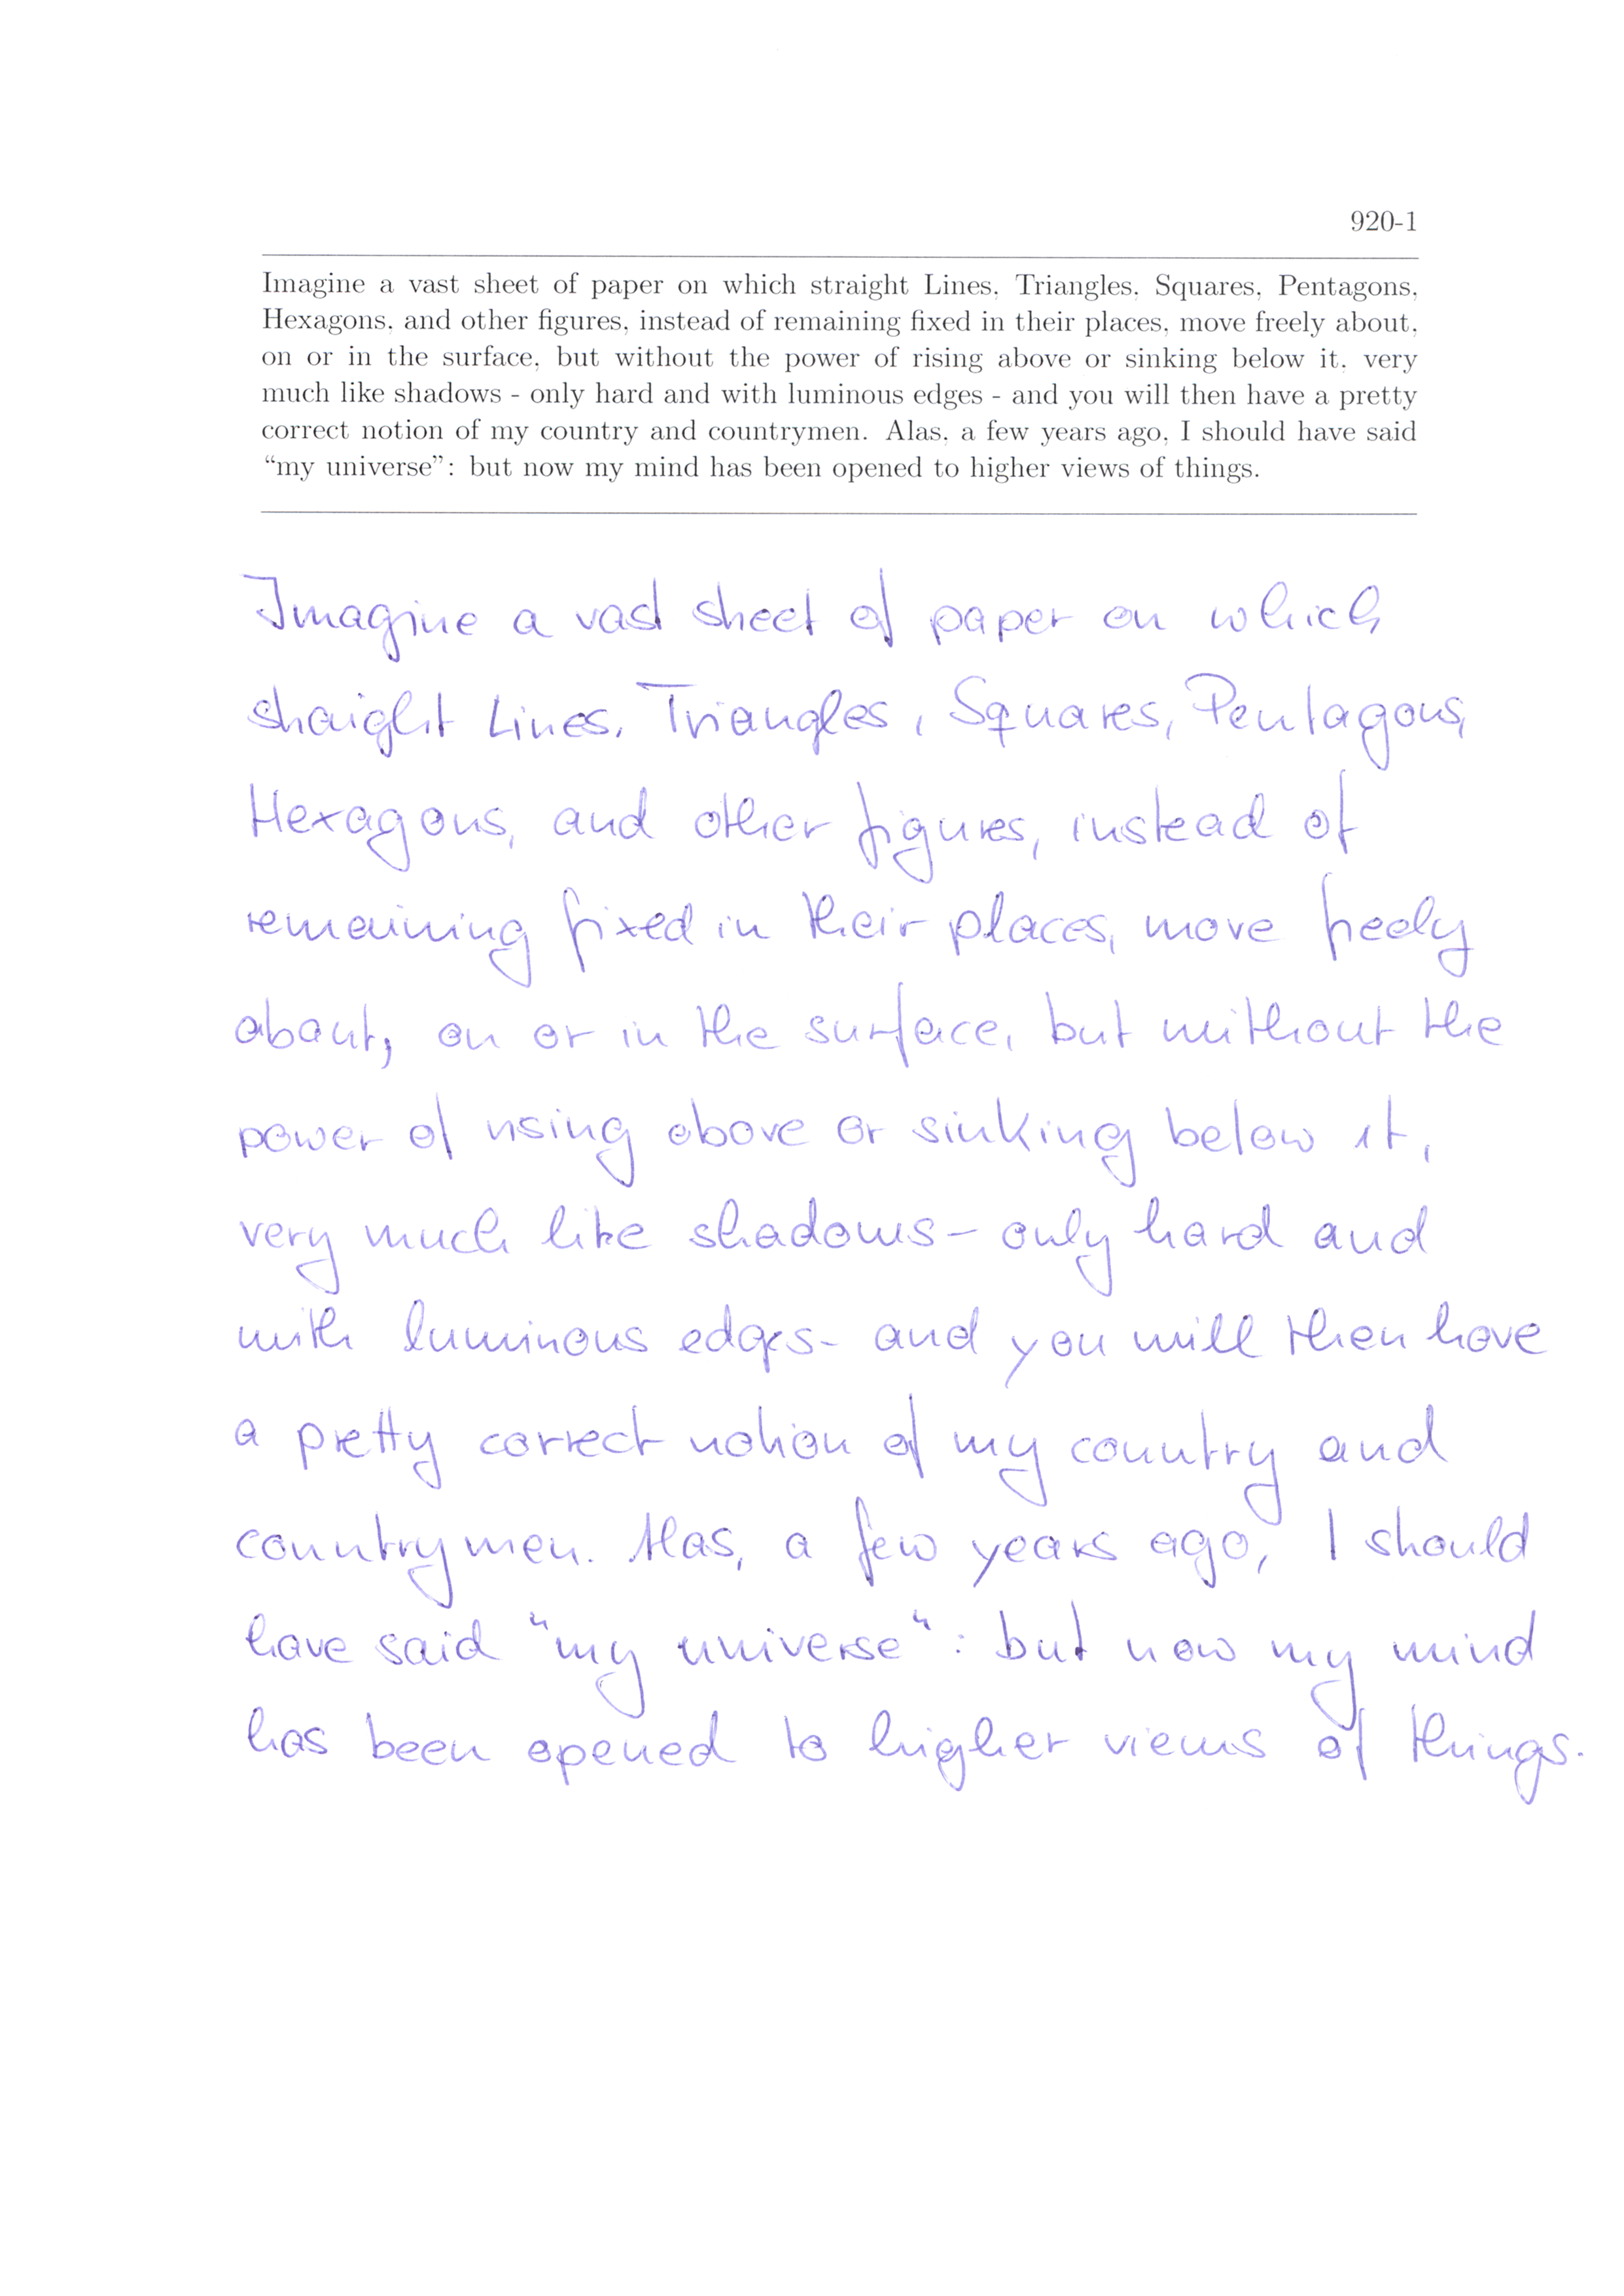 920-1
Imagine a vast sheet of paper on which straight Lines, Triangles, Squares, Pentagons,
Hexagons, and other figures, instead of remaining fixed in their places, move freely about,
on or in the surface, but without the power of rising above or sinking below it, very
much like shadows - only hard and with luminous edges - and you will then have a pretty
correct notion of my country and countrymen. Alas, a few years ago, I should have said
“my universe”: but now my mind has been opened to higher views of things.
Imagine a vast sheet of paper on which
straight Lines, Triangles, Squares, Pentagons,
Hexagons, and other figures, instead of
remaining fixed in their places, move freely
about, on or in the surface, but without the
power of rising above or sinking below it,
very much like shadows - only hard and
with luminous edges - and you will then have
a pretty correct notion of my country and
countrymen. Alas, a few years ago, I should
have said "my universe": but now my mind
has been opened to higher views of things.